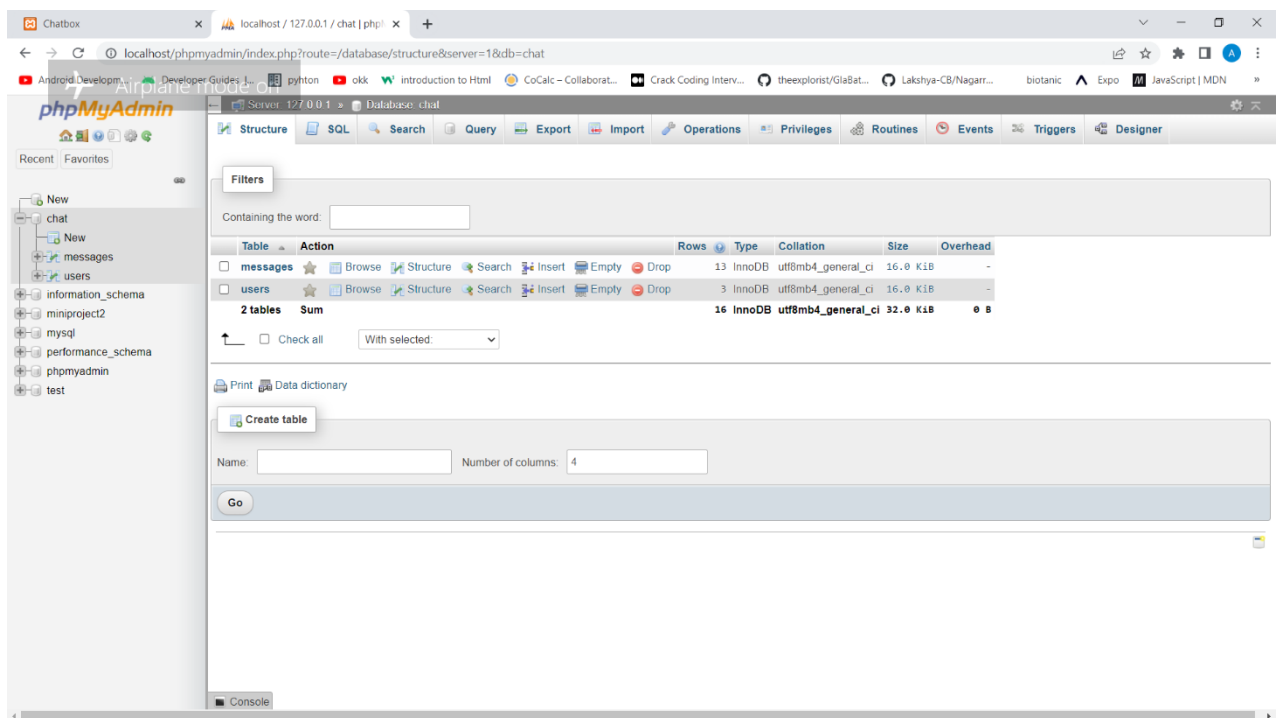 Chatbox
localhost / 127.0.0.1 / chat | php
localhost/phpmyadmin/index.php?route=/database/structure&server=1&db=chat
Android Developm... Developer Guides |... pyhton okk introduction to Html CoCalc – Collaborat... Crack Coding Interv... theexplorist/GlaBat... Lakshya-CB/Nagarr... biotanic Expo JavaScript | MDN »
Airplane mode on
phpMyAdmin
Recent Favorites
New
chat
New
messages
users
information_schema
miniproject2
mysql
performance_schema
phpmyadmin
test
Server: 127.0.0.1 » Database: chat
Structure SQL Search Query Export Import Operations Privileges Routines Events Triggers Designer
Filters
Containing the word:
Table Action Rows Type Collation Size Overhead
messages Browse Structure Search Insert Empty Drop 13 InnoDB utf8mb4_general_ci 16.0 KiB -
users Browse Structure Search Insert Empty Drop 3 InnoDB utf8mb4_general_ci 16.0 KiB -
2 tables Sum 16 InnoDB utf8mb4_general_ci 32.0 KiB 0 B
Check all With selected:
Print Data dictionary
Create table
Name: Number of columns: 4
Go
Console